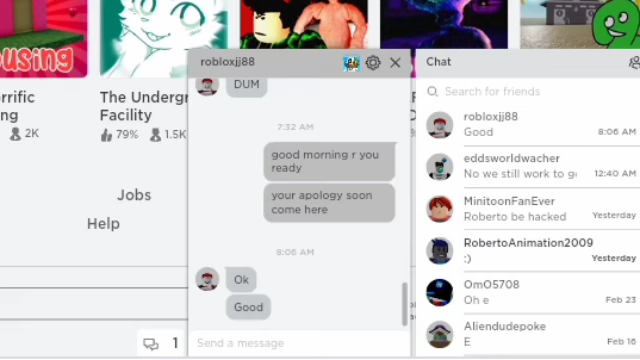 using
rrific
ng
2K
The Undergr
Facility
79%
1.5K
Jobs
Help
1
robloxjj88
DUM
7:32 AM
good morning r you
ready
your apology soon
come here
8:06 AM
Ok
Good
Send a message
Chat
Search for friends
robloxjj88
Good
8:06 AM
eddsworldwacher
No we still work to g
12:40 AM
MinitoonFanEver
Roberto be hacked
Yesterday
RobertoAnimation2009
:)
Yesterday
OmO5708
Oh e
Feb 23
Aliendudepoke
E
Feb 16